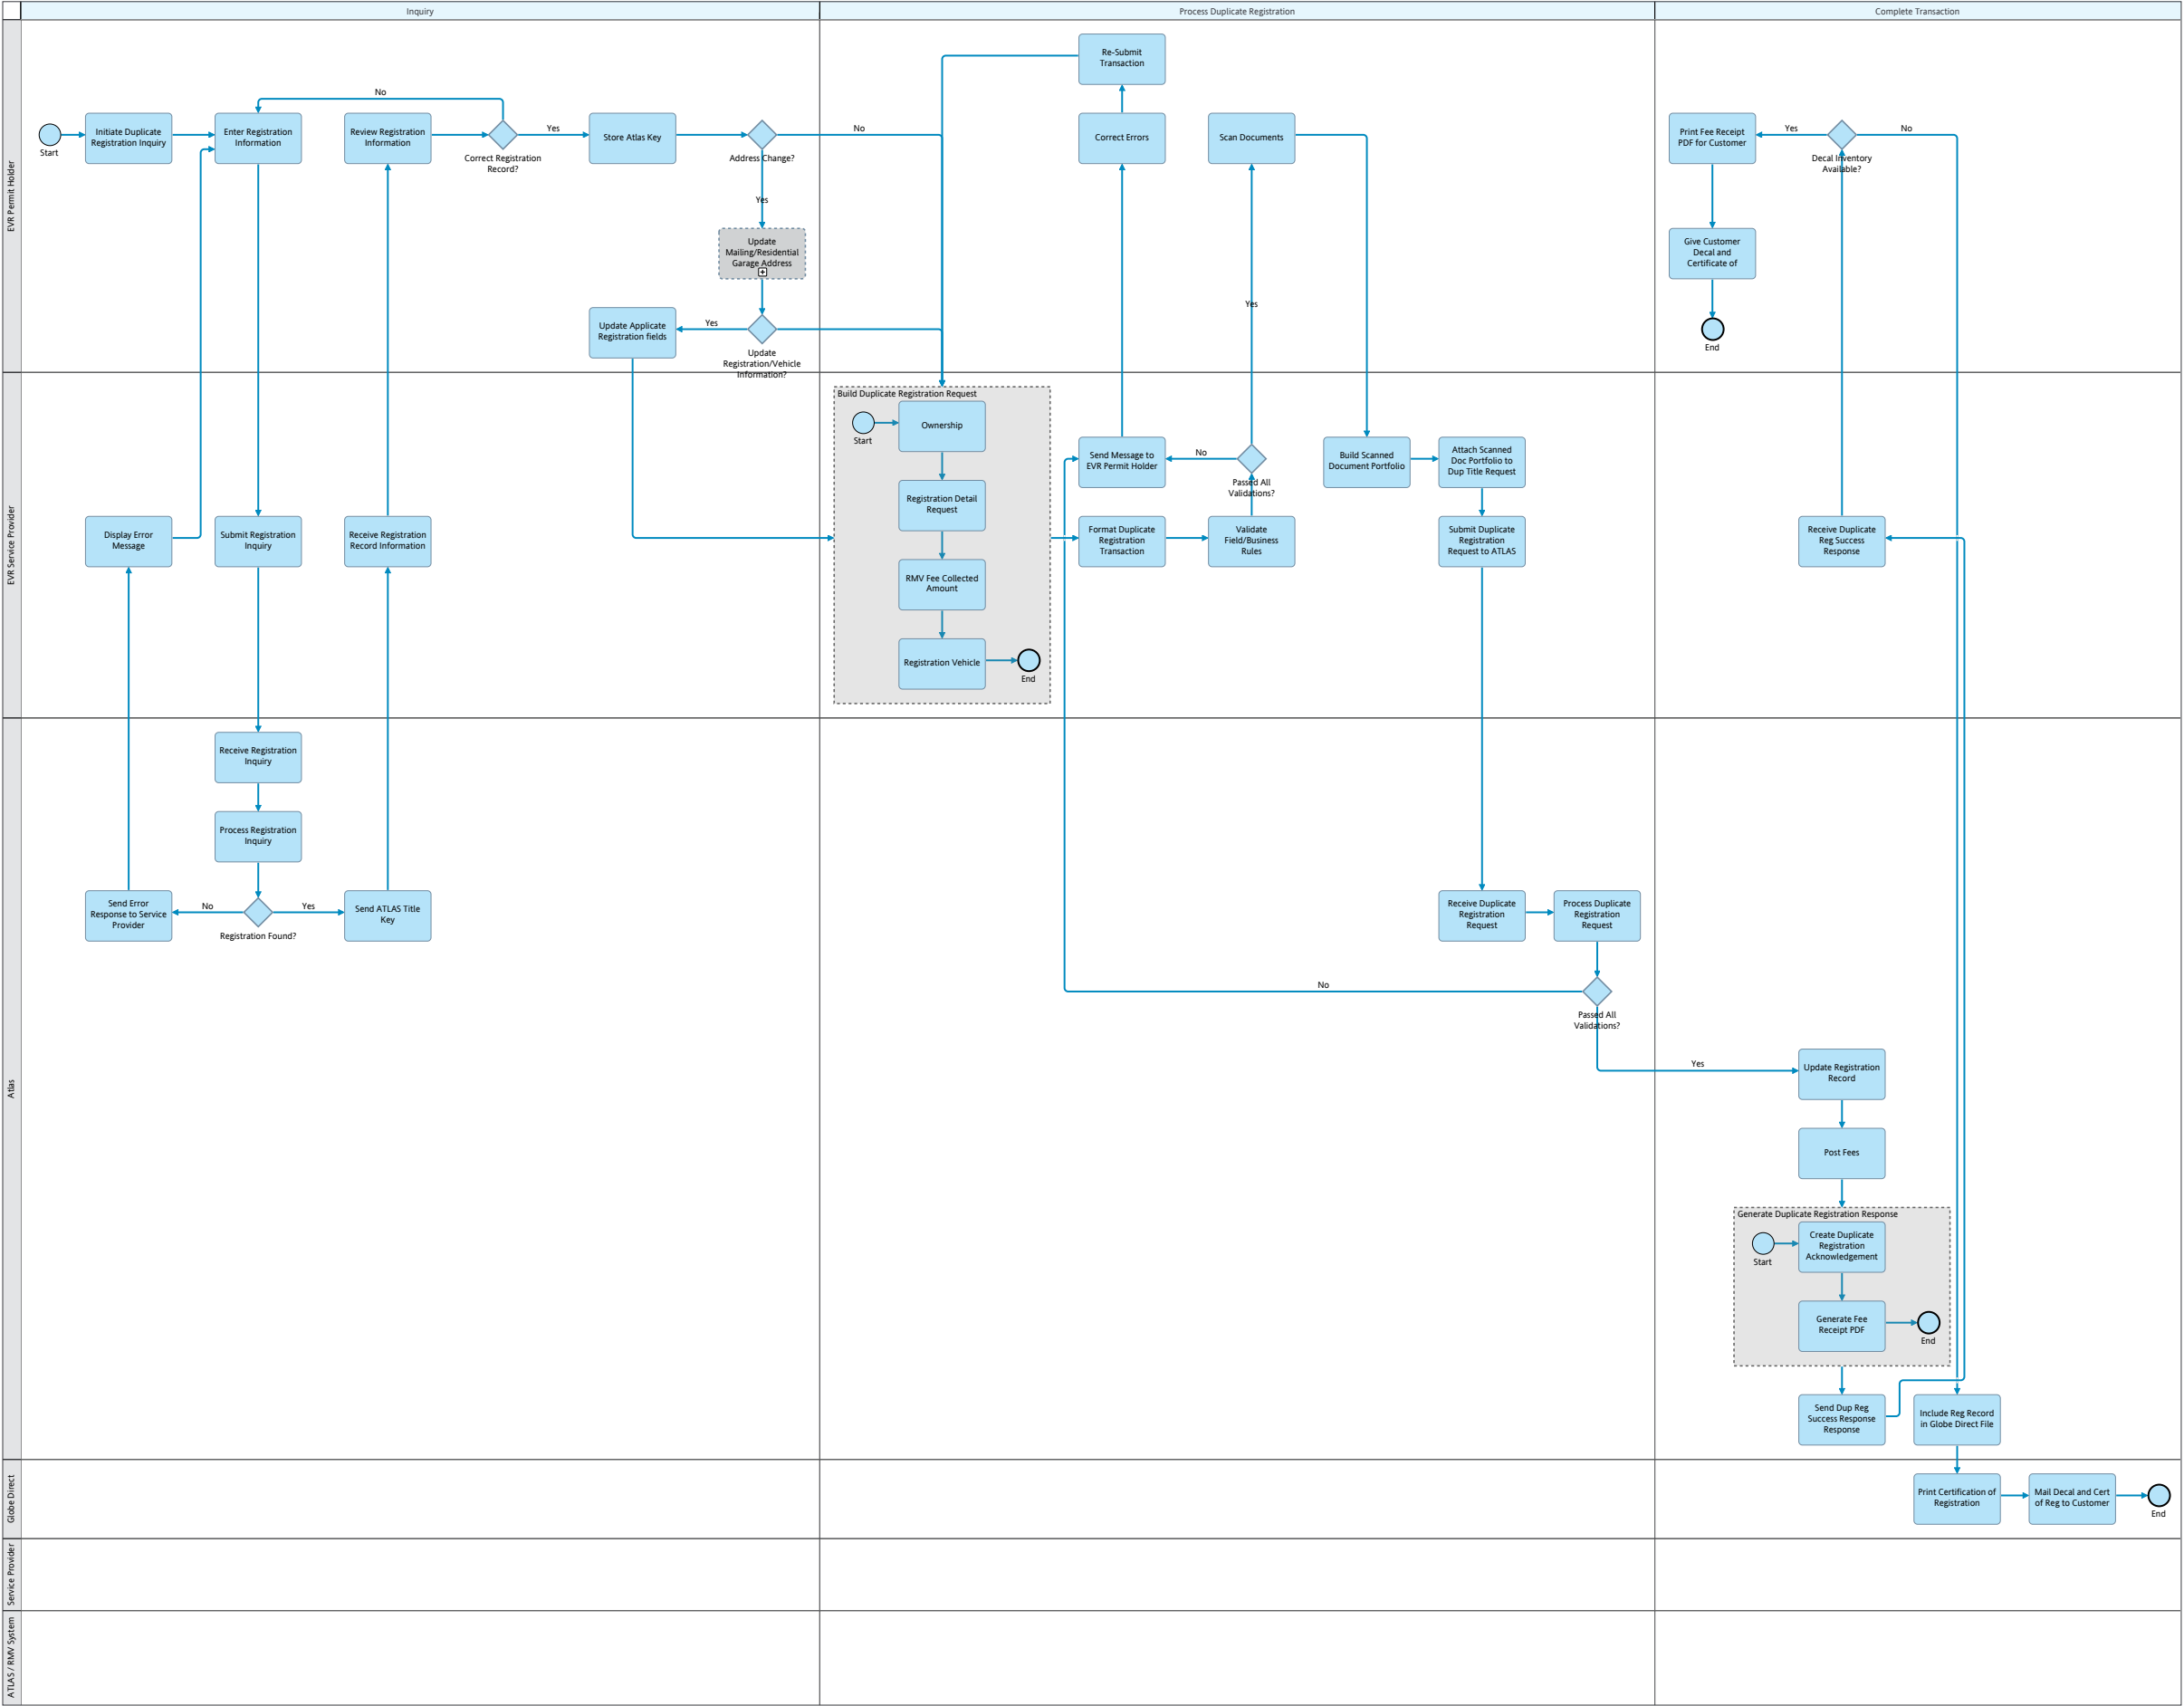 Inquiry
Process Duplicate Registration
Complete Transaction
EVR Permit Holder
Start
Initiate Duplicate
Registration Inquiry
Enter Registration
Information
No
Review Registration
Information
Correct Registration
Record?
Yes
Store Atlas Key
Address Change?
No
Yes
Update
Mailing/Residential
Garage Address
Update Applicate
Registration fields
Yes
Update
Registration/Vehicle
Information?
Re-Submit
Transaction
Correct Errors
Scan Documents
Yes
Print Fee Receipt
PDF for Customer
Yes
No
Decal Inventory
Available?
Give Customer
Decal and
Certificate of
End
EVR Service Provider
Display Error
Message
Submit Registration
Inquiry
Receive Registration
Record Information
Build Duplicate Registration Request
Start
Ownership
Registration Detail
Request
RMV Fee Collected
Amount
Registration Vehicle
End
Send Message to
EVR Permit Holder
No
Passed All
Validations?
Format Duplicate
Registration
Transaction
Validate
Field/Business
Rules
Build Scanned
Document Portfolio
Attach Scanned
Doc Portfolio to
Dup Title Request
Submit Duplicate
Registration
Request to ATLAS
Receive Duplicate
Reg Success
Response
Atlas
Receive Registration
Inquiry
Process Registration
Inquiry
Send Error
Response to Service
Provider
No
Registration Found?
Yes
Send ATLAS Title
Key
Receive Duplicate
Registration
Request
Process Duplicate
Registration
Request
No
Passed All
Validations?
Yes
Update Registration
Record
Post Fees
Generate Duplicate Registration Response
Start
Create Duplicate
Registration
Acknowledgement
Generate Fee
Receipt PDF
End
Send Dup Reg
Success Response
Response
Include Reg Record
in Globe Direct File
Globe Direct
Print Certification of
Registration
Mail Decal and Cert
of Reg to Customer
End
Service Provider
ATLAS / RMV System